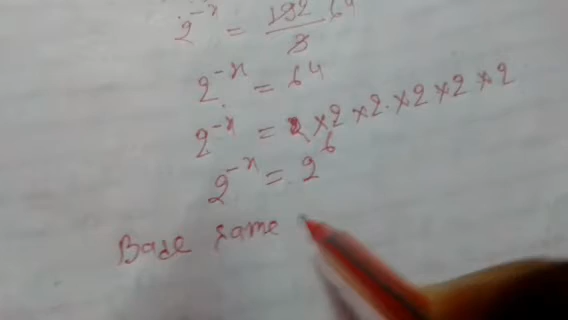 2^-x = 192/3 64
2^-x = 64
2^-x = 2 × 2 × 2 × 2 × 2 × 2
2^-x = 2^6
Base same